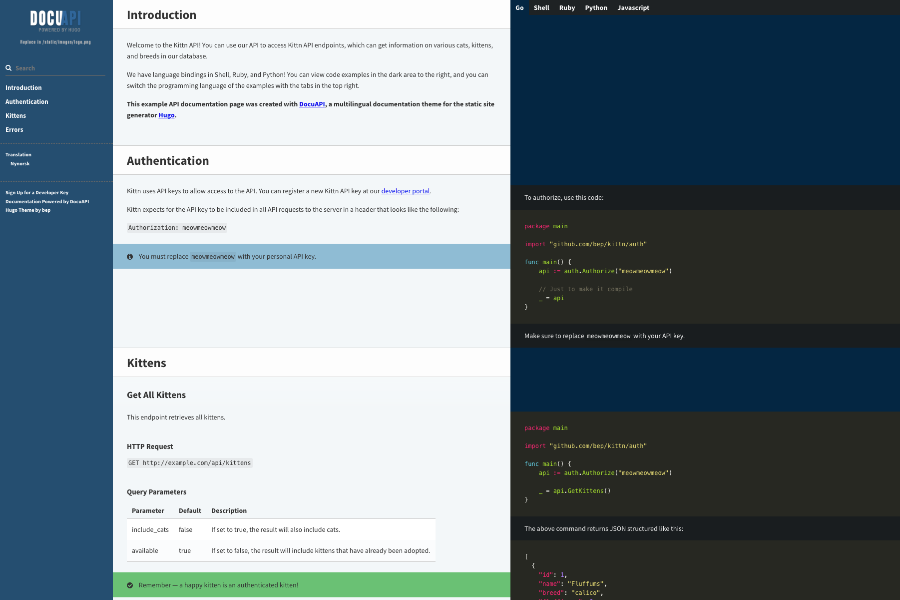 DOCUAPI
POWERED BY HUGO
Replace in /static/images/logo.png
Search
Introduction
Authentication
Kittens
Errors
Translation
Nynorsk
Sign Up for a Developer Key
Documentation Powered by DocuAPI
Hugo Theme by bep
Introduction
Welcome to the Kittn API! You can use our API to access Kittn API endpoints, which can get information on various cats, kittens,
and breeds in our database.
We have language bindings in Shell, Ruby, and Python! You can view code examples in the dark area to the right, and you can
switch the programming language of the examples with the tabs in the top right.
This example API documentation page was created with DocuAPI, a multilingual documentation theme for the static site
generator Hugo.
Authentication
Kittn uses API keys to allow access to the API. You can register a new Kittn API key at our developer portal.
Kittn expects for the API key to be included in all API requests to the server in a header that looks like the following:
Authorization: meowmeowmeow
You must replace meowmeowmeow with your personal API key.
Kittens
Get All Kittens
This endpoint retrieves all kittens.
HTTP Request
GET http://example.com/api/kittens
Query Parameters
Parameter Default Description
include_cats false If set to true, the result will also include cats.
available true If set to false, the result will include kittens that have already been adopted.
Remember — a happy kitten is an authenticated kitten!
Go Shell Ruby Python Javascript
To authorize, use this code:
package main
import "github.com/bep/kittn/auth"
func main() {
api := auth.Authorize("meowmeowmeow")
// Just to make it compile
_ = api
}
Make sure to replace meowmeowmeow with your API key.
package main
import "github.com/bep/kittn/auth"
func main() {
api := auth.Authorize("meowmeowmeow")
_ = api.GetKittens()
}
The above command returns JSON structured like this:
[
{
"id": 1,
"name": "Fluffums",
"breed": "calico",